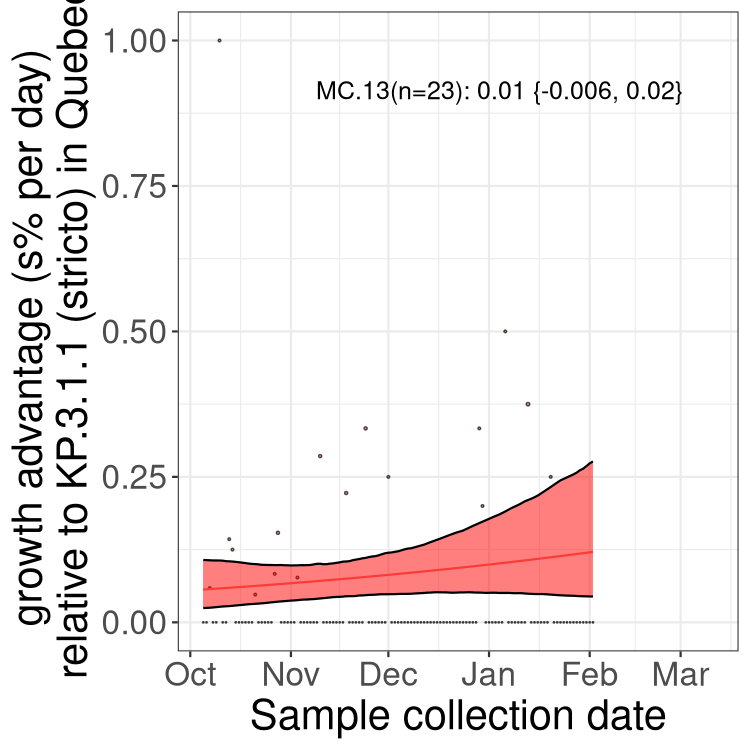 growth advantage (s% per day)
relative to KP.3.1.1 (stricto) in Quebec
1.00
0.75
0.50
0.25
0.00
MC.13(n=23): 0.01 {-0.006, 0.02}
Oct Nov Dec Jan Feb Mar
Sample collection date